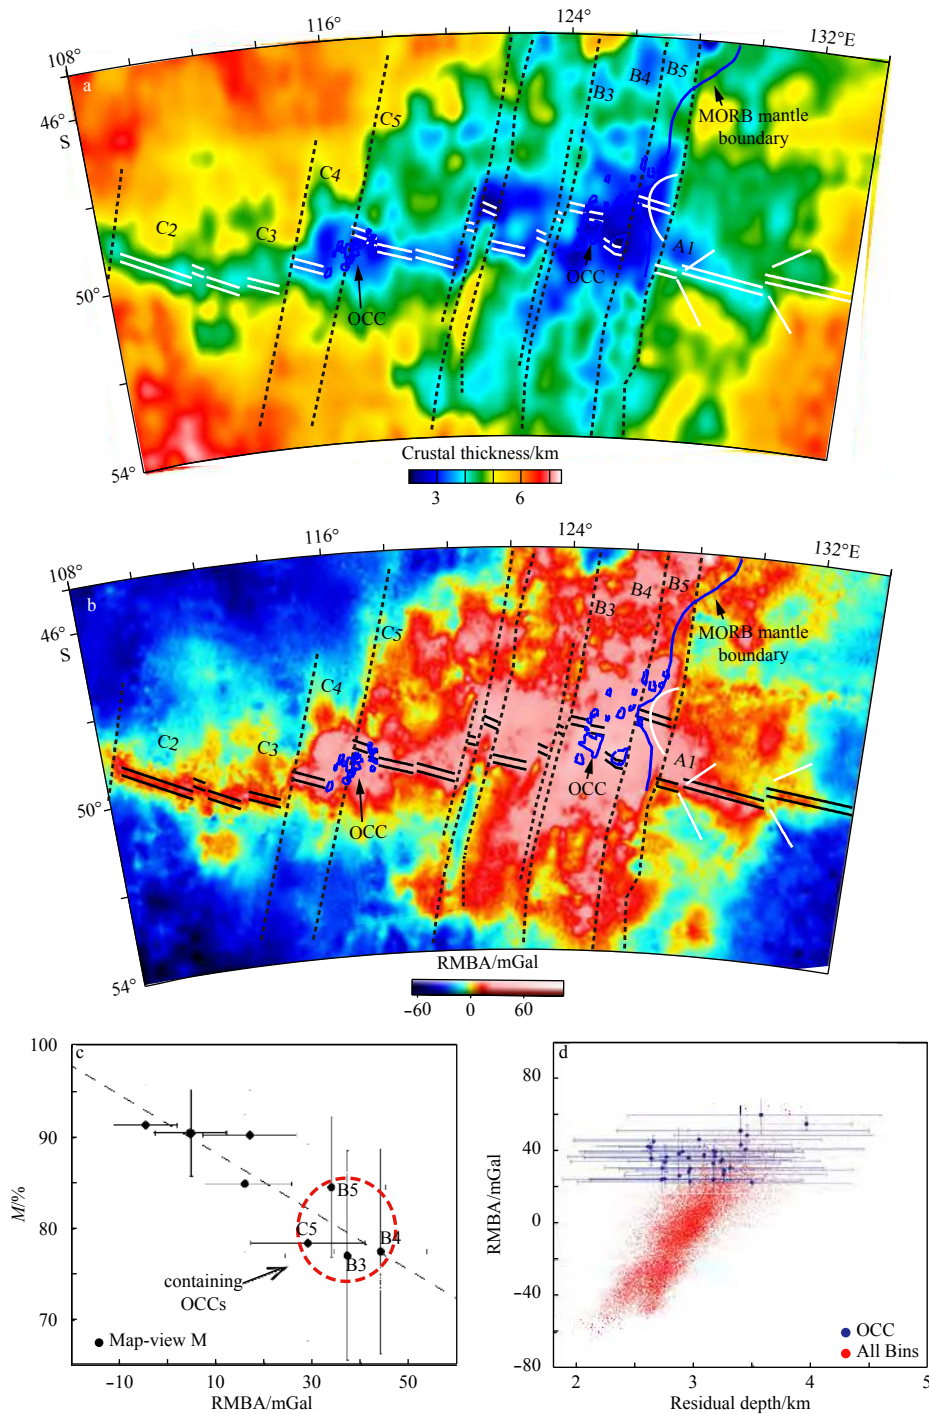 116°
124°
132°E
108°
a
46°
S
C5
C4
C2
C3
B3
B4
B5
MORB mantle
boundary
A1
OCC
OCC
50°
54°
Crustal thickness/km
3
6
116°
124°
132°E
108°
b
46°
S
C5
C4
C2
C3
B3
B4
B5
MORB mantle
boundary
A1
OCC
OCC
50°
54°
RMBA/mGal
−60
0
60
c
100
90
80
70
M/%
B5
C5
B3
B4
containing
OCCs
Map-view M
−10
10
30
50
RMBA/mGal
d
80
40
0
−40
−80
RMBA/mGal
OCC
All Bins
2
3
4
5
Residual depth/km